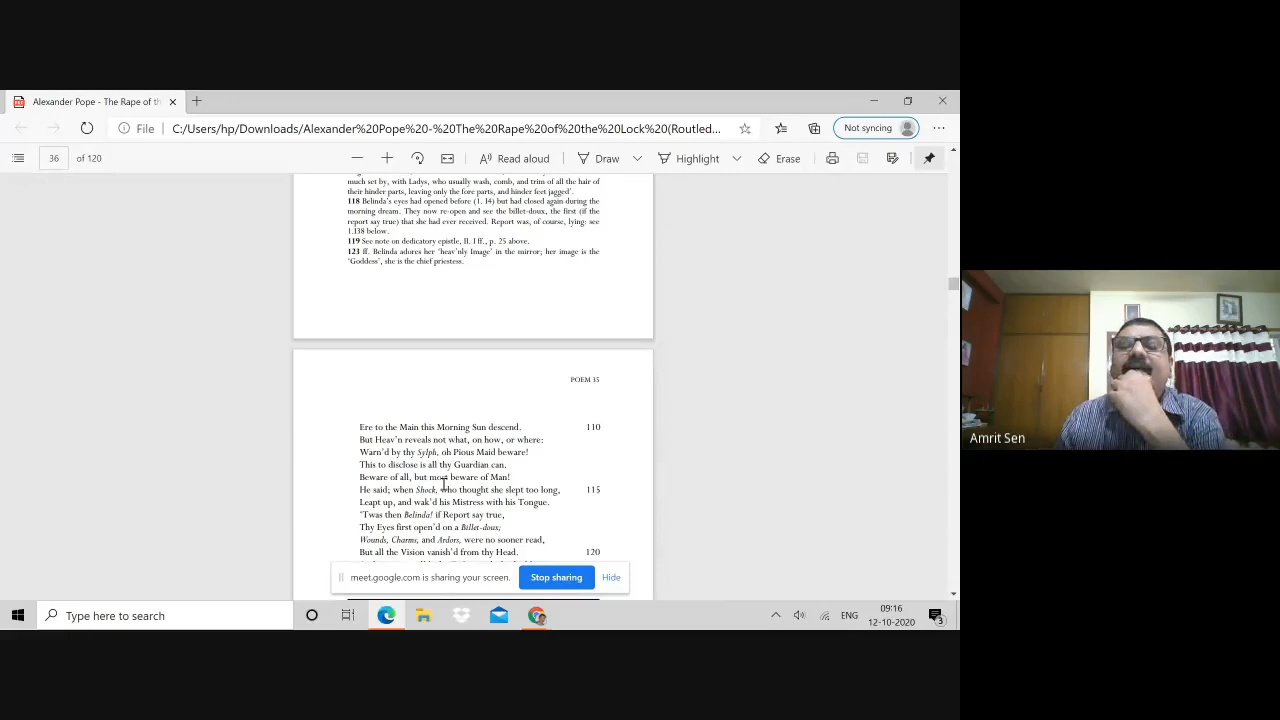 Alexander Pope - The Rape of th
File C:/Users/hp/Downloads/Alexander%20Pope%20-%20The%20Rape%20of%20the%20Lock%20(Routled... Not syncing
36 of 120 Read aloud Draw Highlight Erase
much set by, with Ladys, who usually wash, comb, and trim of all the hair of
their hinder parts, leaving only the fore parts, and hinder feet jagged'.
118 Belinda's eyes had opened before (1. I4) but had closed again during the
morning dream. They now re-open and see the billet-doux, the first (if the
report say true) that she had ever received. Report was, of course, lying: see
1.I38 below.
119 See note on dedicatory epistle, II. I ff., p. 25 above.
123 ff. Belinda adores her 'heav'nly Image' in the mirror; her image is the
'Goddess', she is the chief priestess.
POEM 35
Ere to the Main this Morning Sun descend. 110
But Heav'n reveals not what, on how, or where:
Warn'd by thy Sylph, oh Pious Maid beware!
This to disclose is all thy Guardian can.
Beware of all, but most beware of Man!
He said; when Shock, who thought she slept too long, 115
Leapt up, and wak'd his Mistress with his Tongue.
'Twas then Belinda! if Report say true,
Thy Eyes first open'd on a Billet-doux;
Wounds, Charms, and Ardors, were no sooner read,
But all the Vision vanish'd from thy Head. 120
meet.google.com is sharing your screen. Stop sharing Hide
Amrit Sen
Type here to search
ENG
09:16
12-10-2020
3